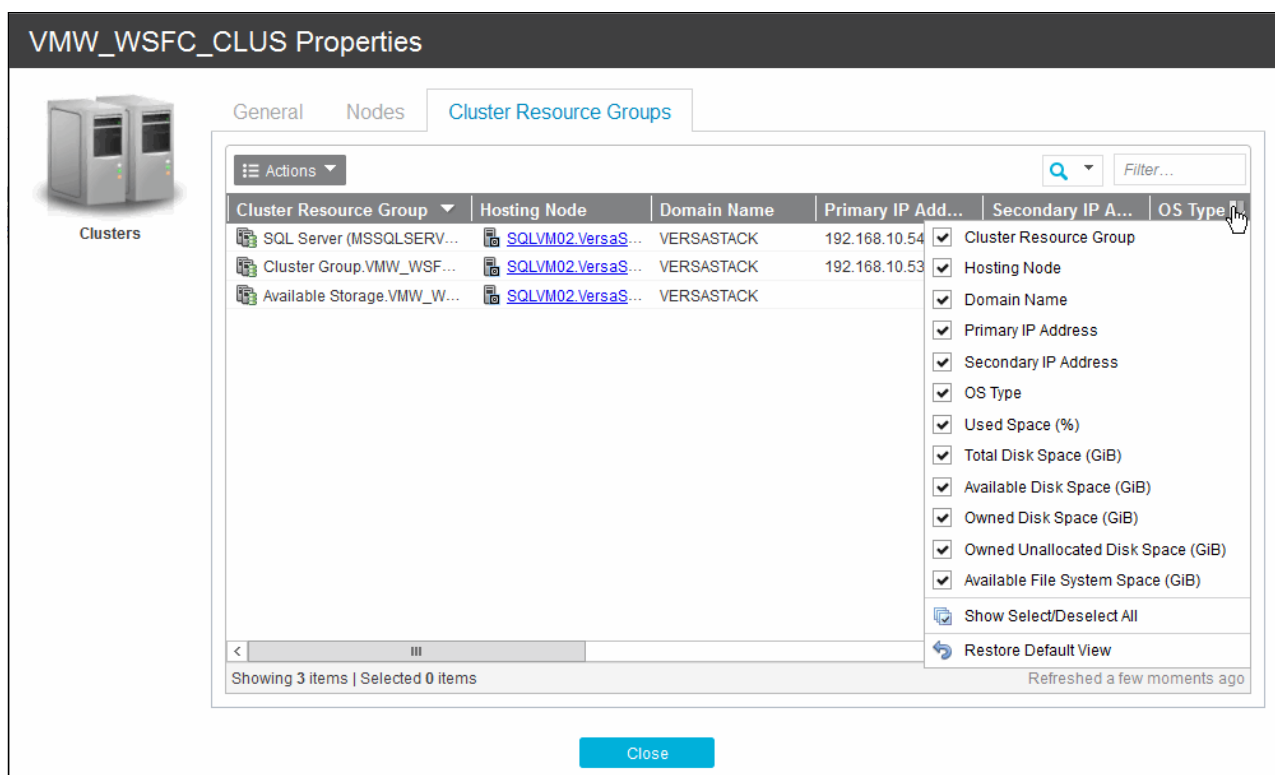 VMW_WSFC_CLUS Properties
Clusters
General Nodes Cluster Resource Groups
Actions Filter...
Cluster Resource Group Hosting Node Domain Name Primary IP Add... Secondary IP A... OS Type
SQL Server (MSSQLSERV... SQLVM02.VersaS... VERSASTACK 192.168.10.54
Cluster Group.VMW_WSF... SQLVM02.VersaS... VERSASTACK 192.168.10.53
Available Storage.VMW_W... SQLVM02.VersaS... VERSASTACK
Cluster Resource Group
Hosting Node
Domain Name
Primary IP Address
Secondary IP Address
OS Type
Used Space (%)
Total Disk Space (GiB)
Available Disk Space (GiB)
Owned Disk Space (GiB)
Owned Unallocated Disk Space (GiB)
Available File System Space (GiB)
Show Select/Deselect All
Restore Default View
Showing 3 items | Selected 0 items Refreshed a few moments ago
Close